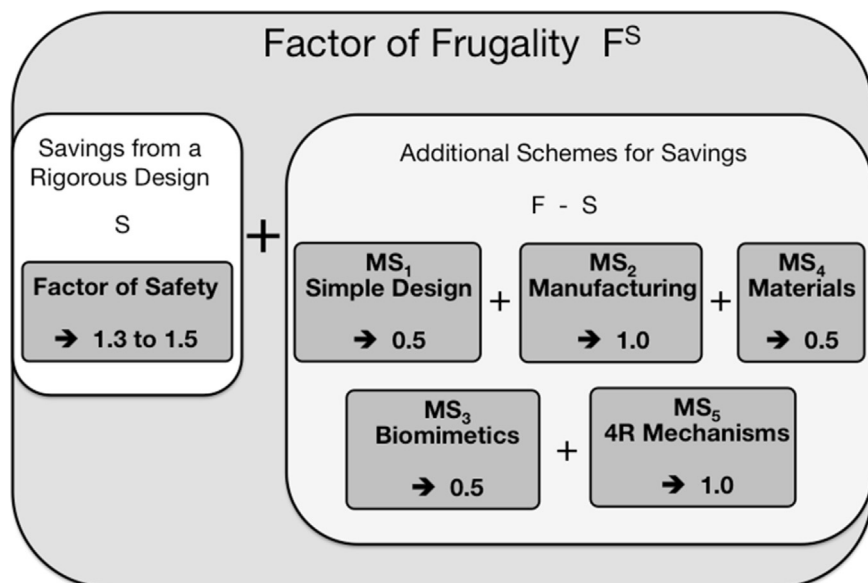 Factor of Frugality F^S
Savings from a
Rigorous Design
S
Factor of Safety
➔ 1.3 to 1.5
+
Additional Schemes for Savings
F - S
MS₁
Simple Design
➔ 0.5
+
MS₂
Manufacturing
➔ 1.0
+
MS₄
Materials
➔ 0.5
MS₃
Biomimetics
➔ 0.5
+
MS₅
4R Mechanisms
➔ 1.0